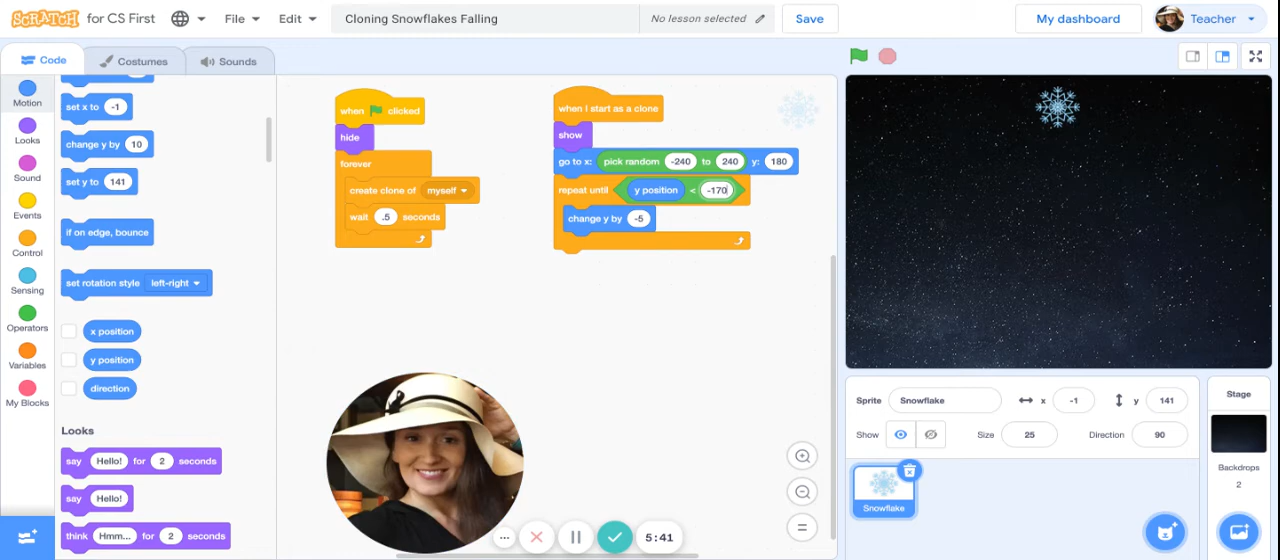 SCRATCH for CS First File Edit Cloning Snowflakes Falling No lesson selected Save My dashboard Teacher
Code Costumes Sounds
Motion
Looks
Sound
Events
Control
Sensing
Operators
Variables
My Blocks
set x to -1
change y by 10
set y to 141
if on edge, bounce
set rotation style left-right
x position
y position
direction
Looks
say Hello! for 2 seconds
say Hello!
think Hmm... for 2 seconds
when clicked
hide
forever
create clone of myself
wait .5 seconds
when I start as a clone
show
go to x: pick random -240 to 240 y: 180
repeat until y position < -170
change y by -5
5:41
Sprite Snowflake x -1 y 141
Show Size 25 Direction 90
Snowflake
Stage
Backdrops
2